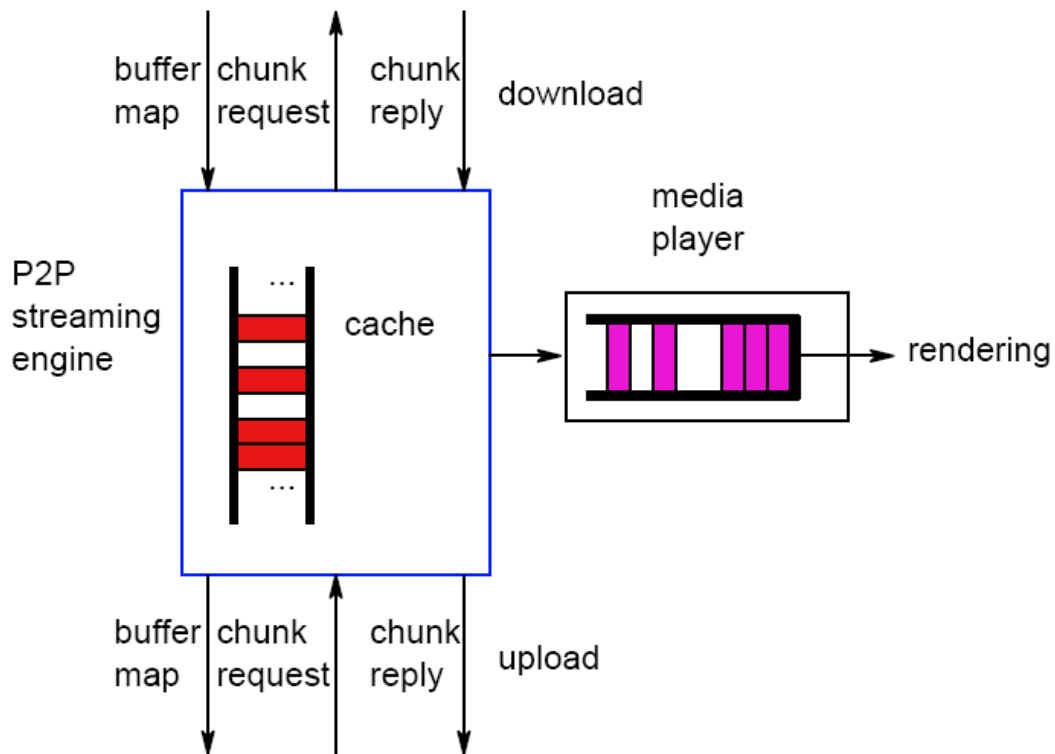 buffer
map
chunk
request
chunk
reply
download
media
player
P2P
streaming
engine
...
cache
...
rendering
buffer
map
chunk
request
chunk
reply
upload